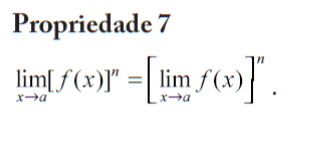 Propriedade 7
lim[ f (x)]ⁿ = [ lim f (x) ]ⁿ .
x→a x→a